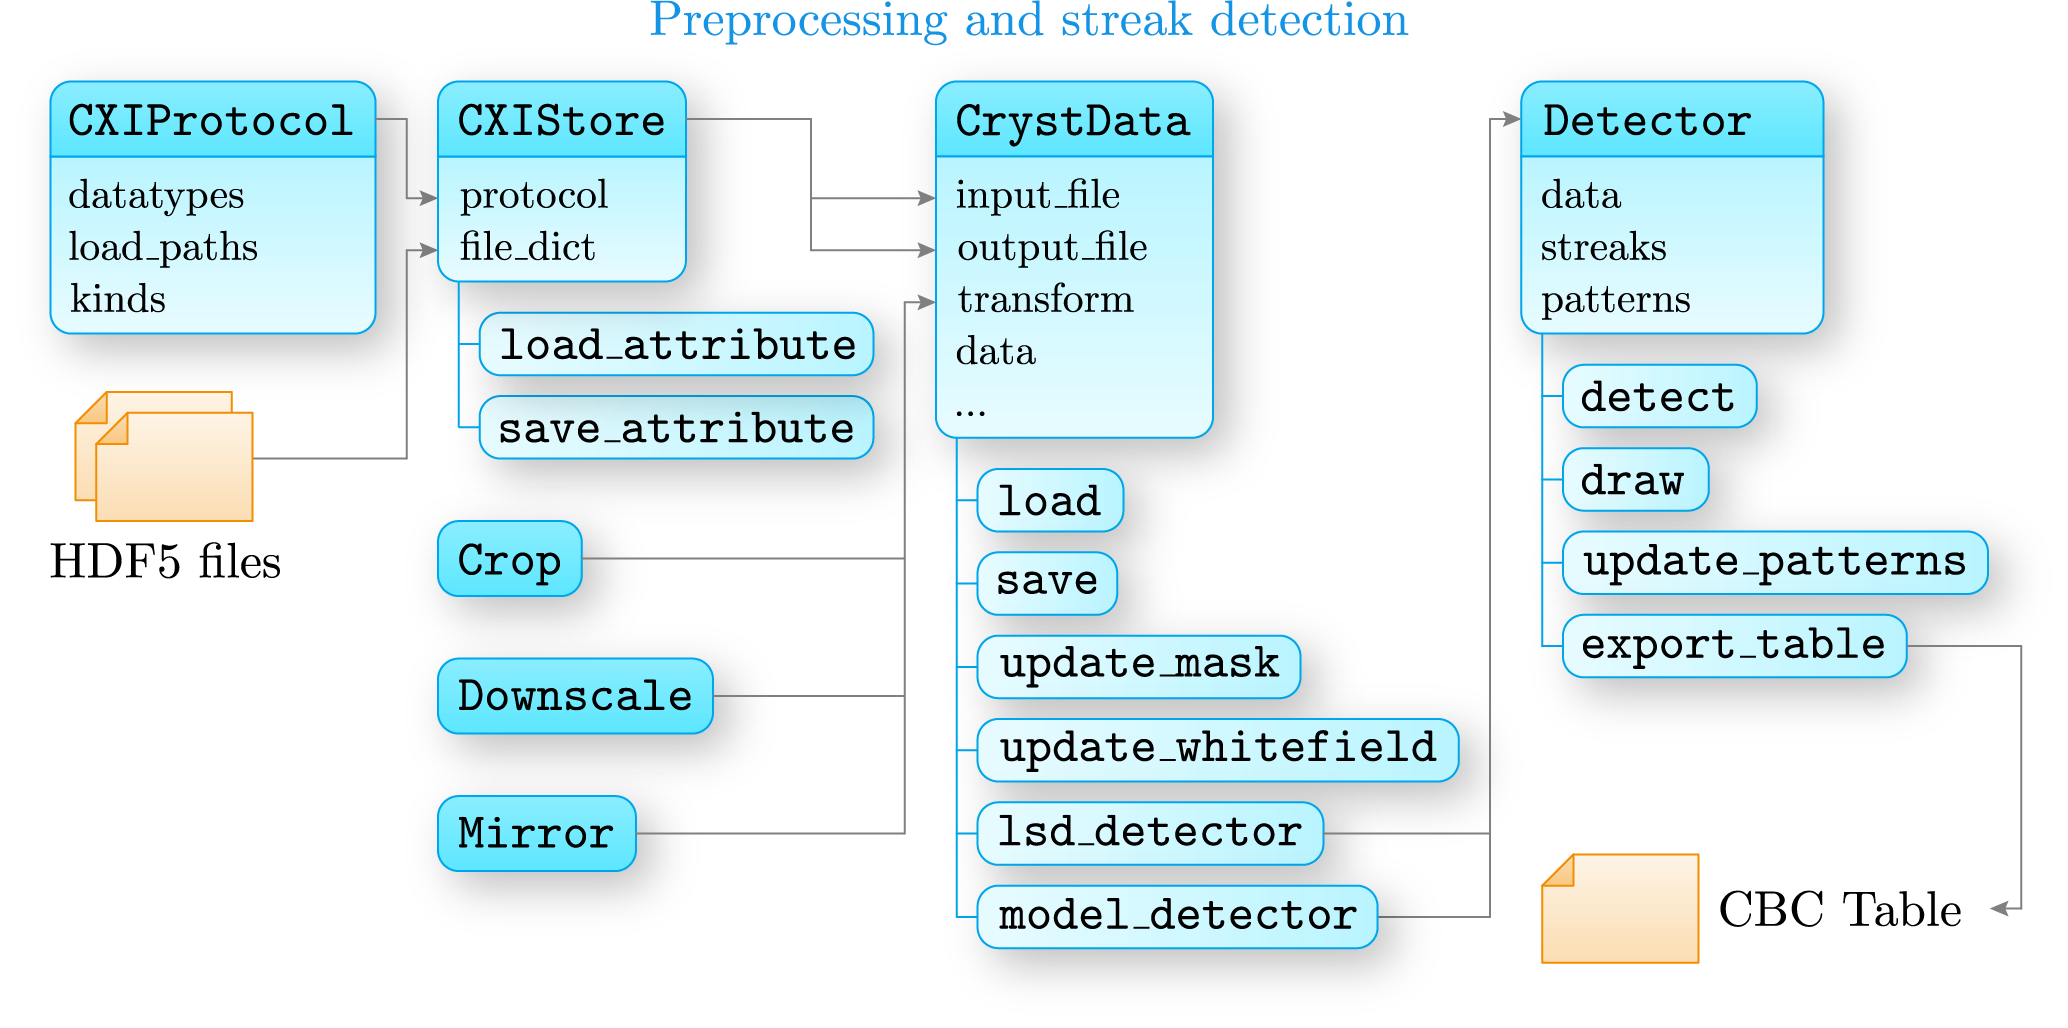 Preprocessing and streak detection
CXIProtocol
datatypes
load_paths
kinds
HDF5 files
CXIStore
protocol
file_dict
load_attribute
save_attribute
Crop
Downscale
Mirror
CrystData
input_file
output_file
transform
data
...
load
save
update_mask
update_whitefield
lsd_detector
model_detector
Detector
data
streaks
patterns
detect
draw
update_patterns
export_table
CBC Table